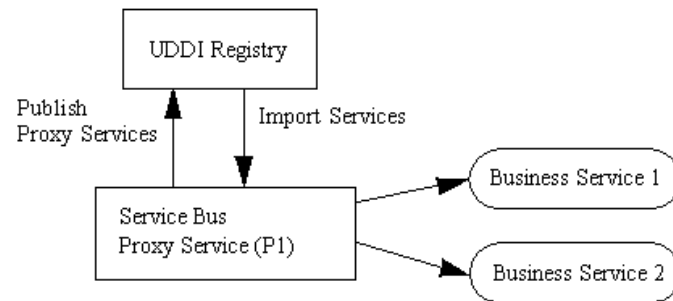 UDDI Registry
Publish
Proxy Services
Import Services
Service Bus
Proxy Service (P1)
Business Service 1
Business Service 2